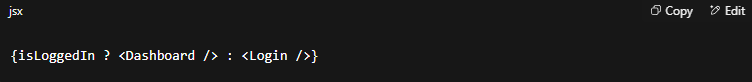 jsx
Copy
Edit
{isLoggedIn ? <Dashboard /> : <Login />}